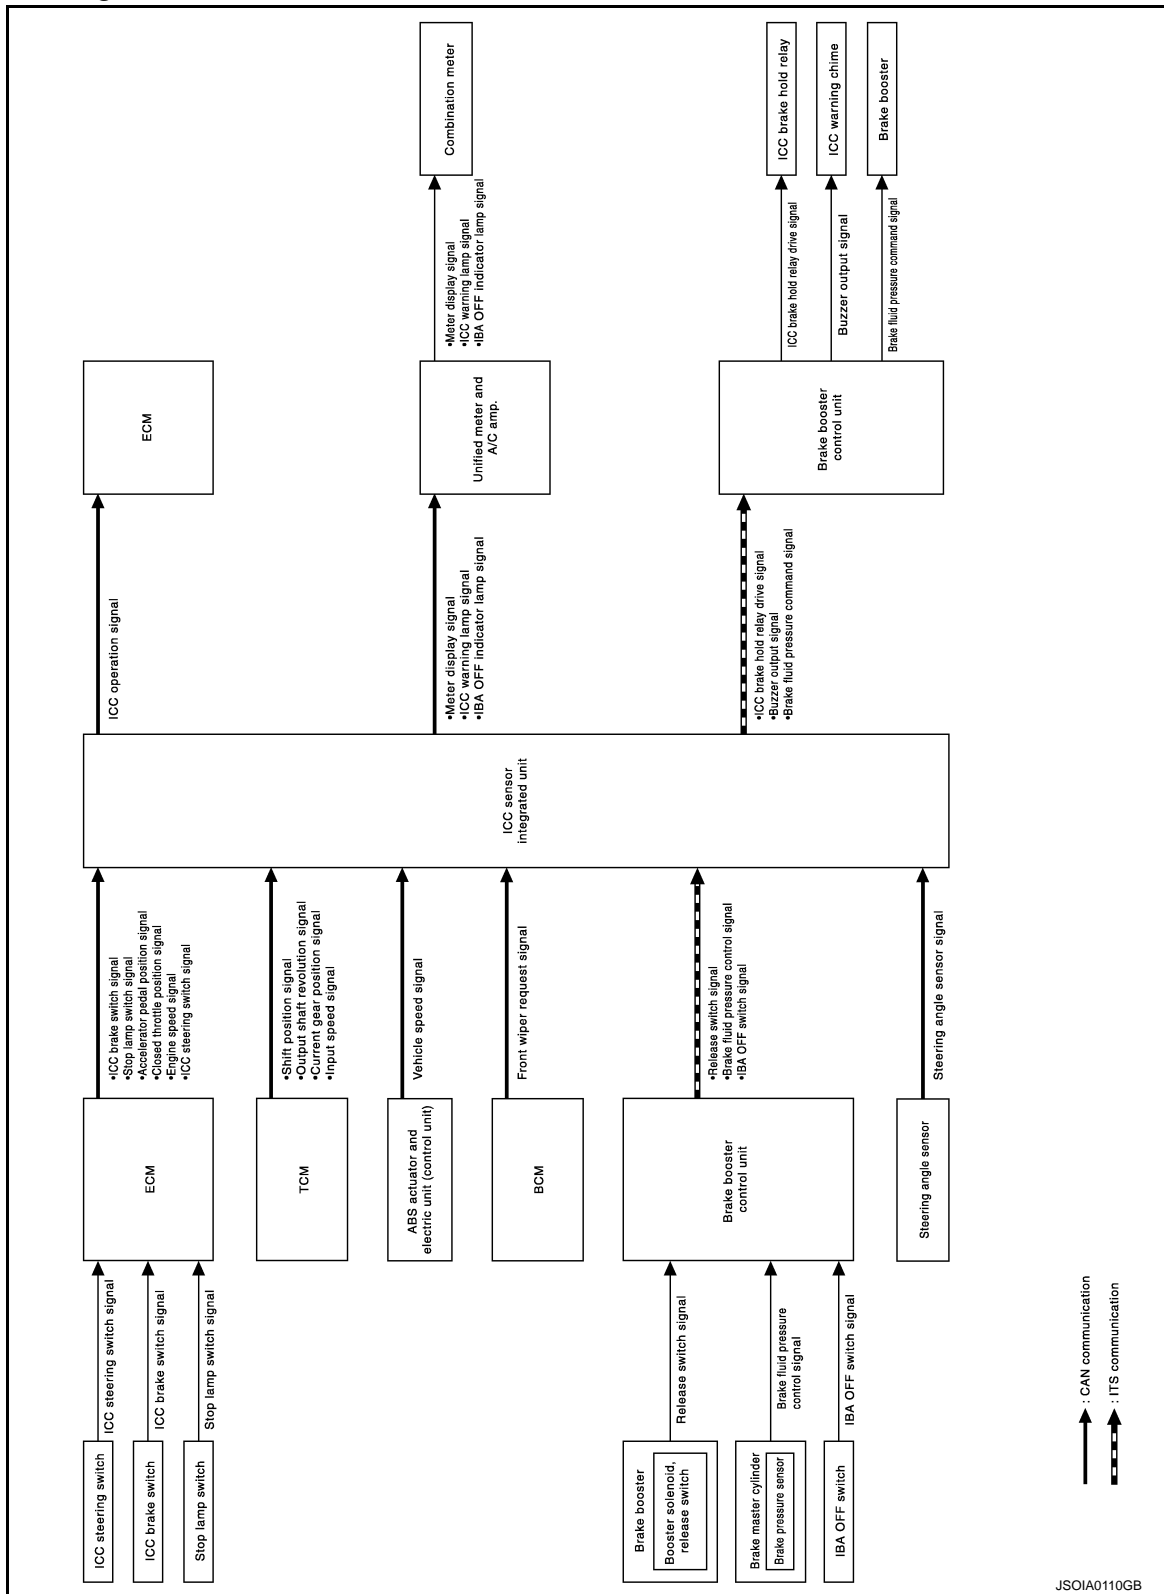 ICC steering switch
ICC brake switch
Stop lamp switch
Brake booster
Booster solenoid,
release switch
Brake master cylinder
Brake pressure sensor
IBA OFF switch
ICC steering switch signal
ICC brake switch signal
Stop lamp switch signal
Release switch signal
Brake fluid pressure
control signal
IBA OFF switch signal
ECM
TCM
ABS actuator and
electric unit (control unit)
BCM
Brake booster
control unit
Steering angle sensor
•ICC brake switch signal
•Stop lamp switch signal
•Accelerator pedal position signal
•Closed throttle position signal
•Engine speed signal
•ICC steering switch signal
•Shift position signal
•Output shaft revolution signal
•Current gear position signal
•Input speed signal
Vehicle speed signal
Front wiper request signal
•Release switch signal
•Brake fluid pressure control signal
•IBA OFF switch signal
Steering angle sensor signal
ICC sensor
integrated unit
ICC operation signal
•Meter display signal
•ICC warning lamp signal
•IBA OFF indicator lamp signal
•ICC brake hold relay drive signal
•Buzzer output signal
•Brake fluid pressure command signal
ECM
Unified meter and
A/C amp.
Brake booster
control unit
•Meter display signal
•ICC warning lamp signal
•IBA OFF indicator lamp signal
ICC brake hold relay drive signal
Buzzer output signal
Brake fluid pressure command signal
Combination meter
ICC brake hold relay
ICC warning chime
Brake booster
: CAN communication
: ITS communication
JSOIA0110GB